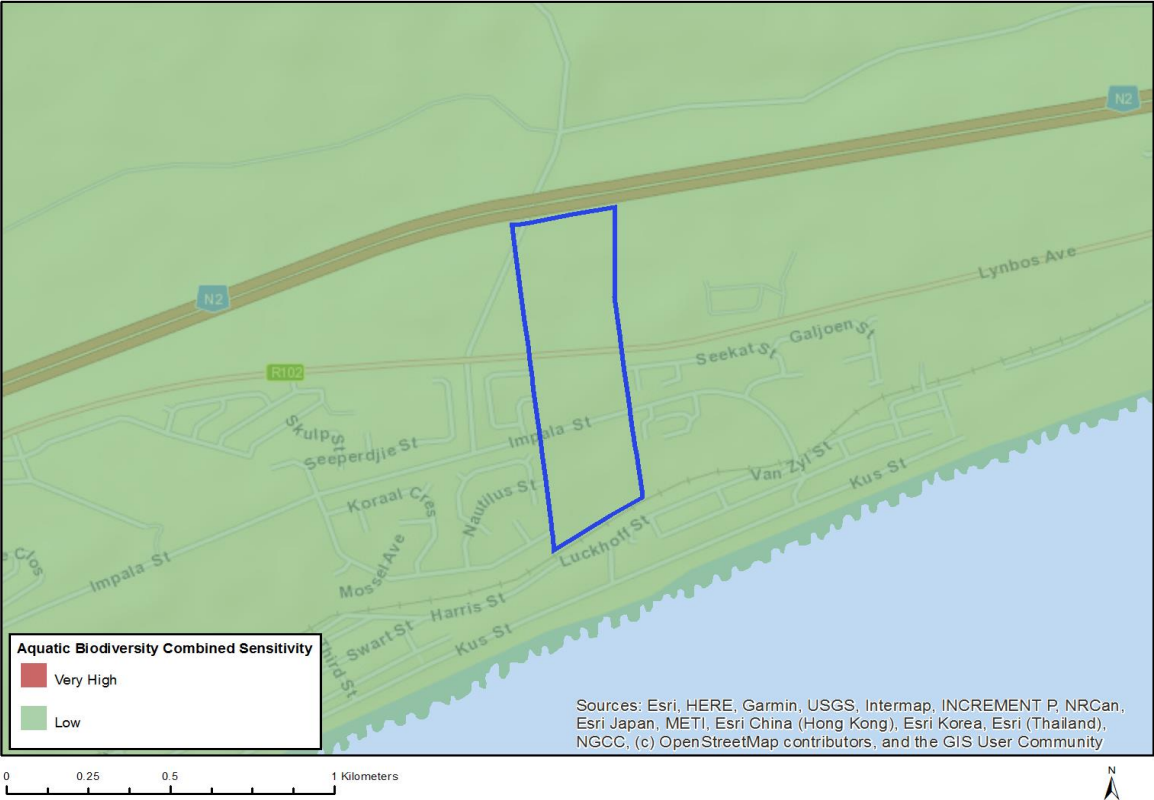 N2
N2
Lynbos Ave
Galjoen St
Seekat St
R102
Skulp St
Seeperdjie St
Impala St
Van Zyl St
Kus St
Koraal Cres
Nautilus St
Luckhoff St
Mossel Ave
Impala St
Harris St
Swart St
Kus St
Third St
Clos
Aquatic Biodiversity Combined Sensitivity
Very High
Low
Sources: Esri, HERE, Garmin, USGS, Intermap, INCREMENT P, NRCan,
Esri Japan, METI, Esri China (Hong Kong), Esri Korea, Esri (Thailand),
NGCC, (c) OpenStreetMap contributors, and the GIS User Community
0 0.25 0.5 1 Kilometers
N